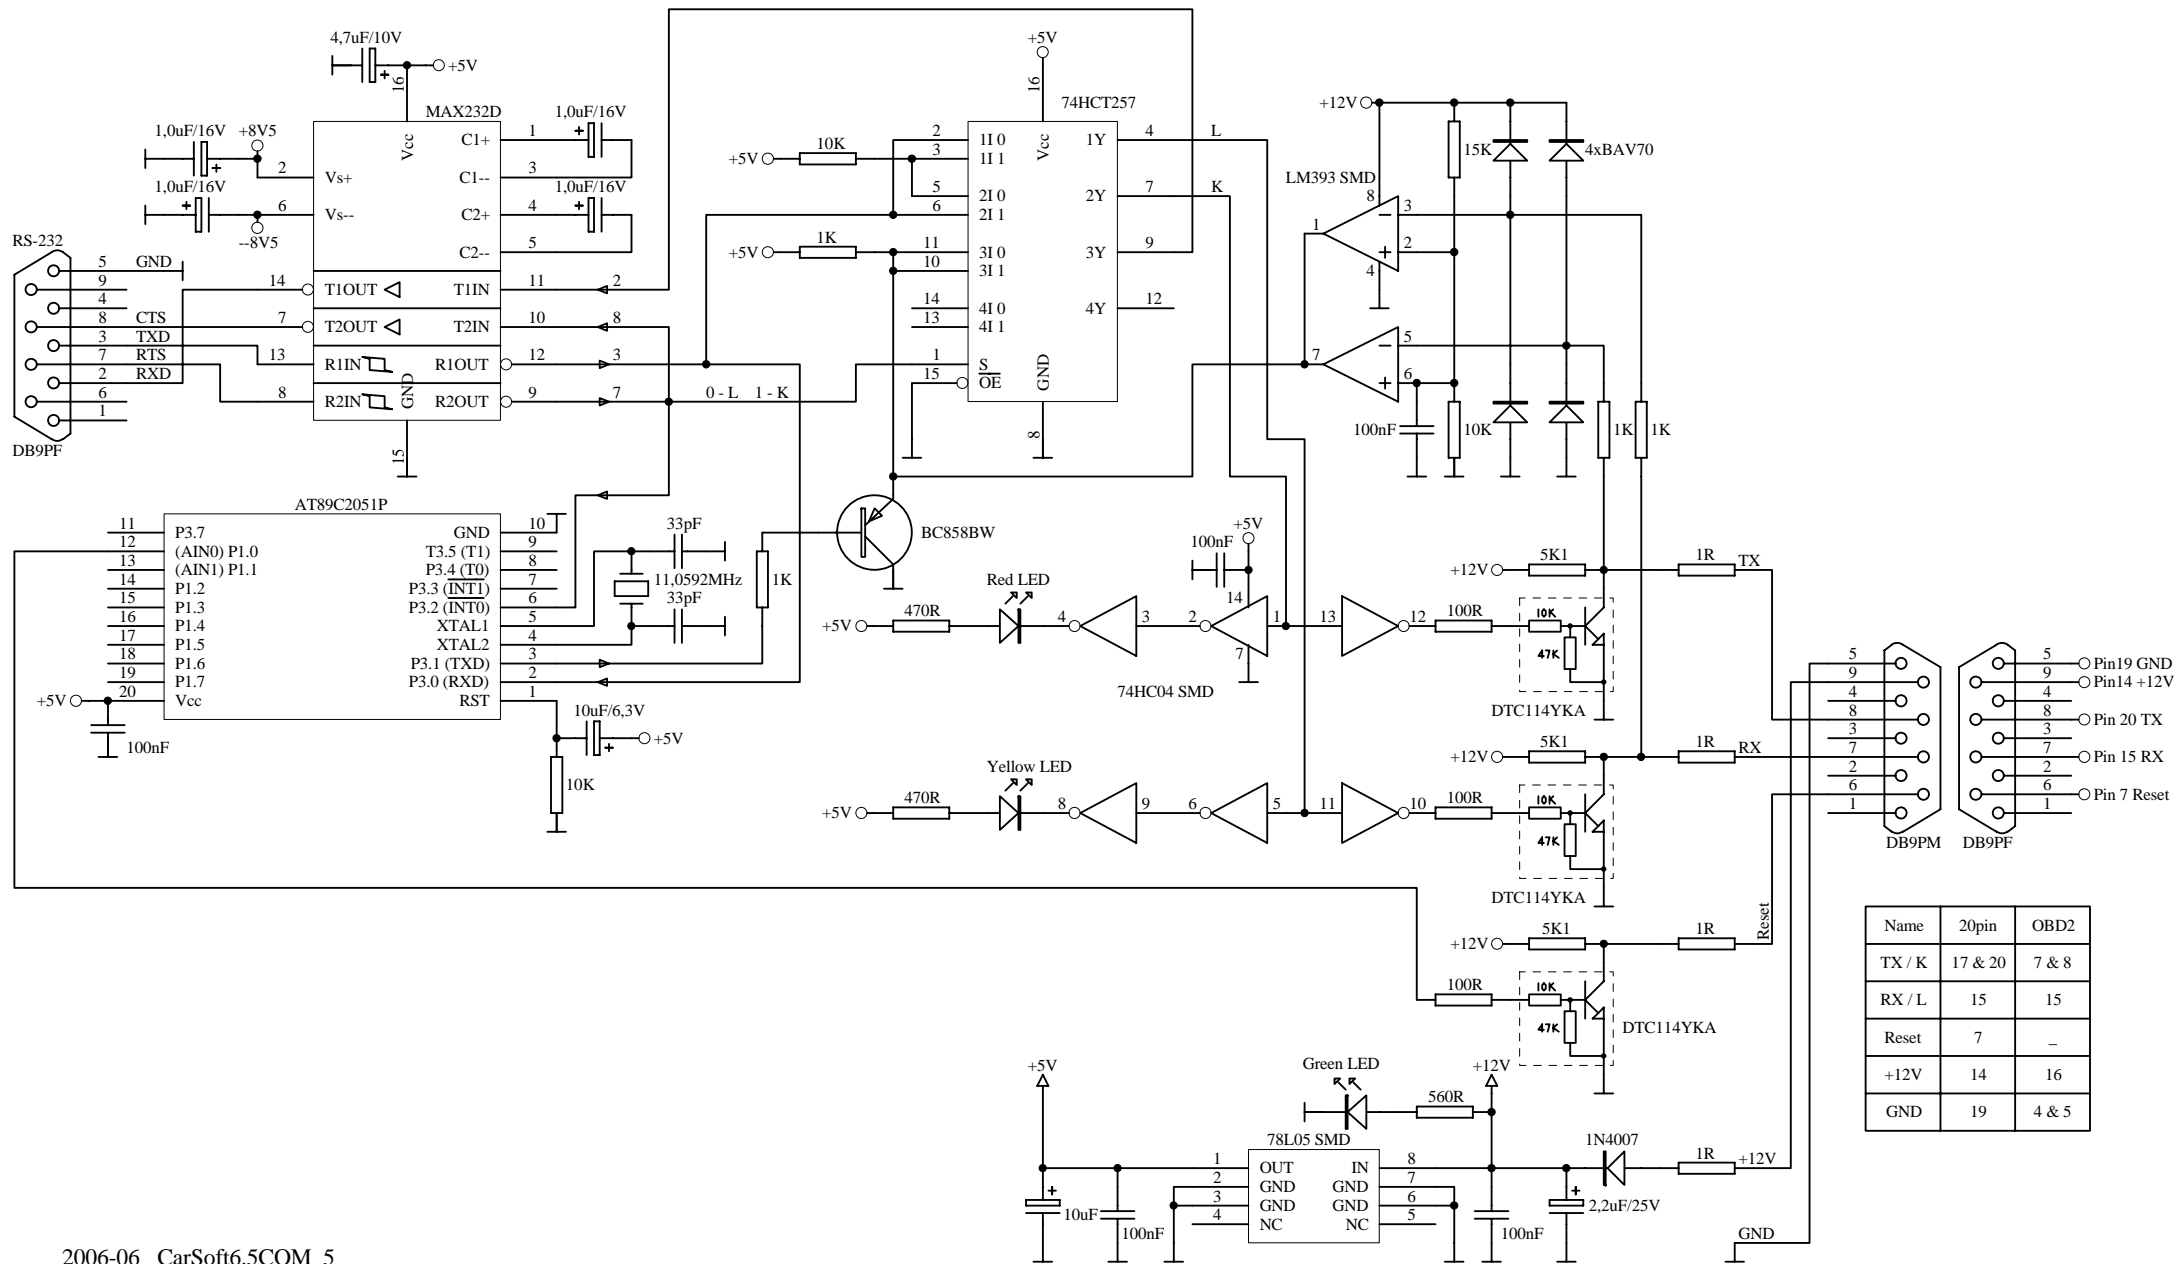 4,7uF/10V
+5V
16
MAX232D
1,0uF/16V
+8V5
2
Vs+
1,0uF/16V
6
Vs--
--8V5
Vcc
C1+
1
1,0uF/16V
C1--
3
C2+
4
1,0uF/16V
C2--
5
RS-232
5
GND
9
4
8
CTS
3
TXD
7
RTS
2
RXD
6
1
DB9PF
14
T1OUT
T1IN
11
2
7
T2OUT
T2IN
10
8
13
R1IN
R1OUT
12
3
8
R2IN
GND
R2OUT
9
7
0 - L
1 - K
15
+5V
16
74HCT257
+5V
10K
2
1I 0
3
1I 1
5
2I 0
6
2I 1
+5V
1K
11
3I 0
10
3I 1
14
4I 0
13
4I 1
1
S
15
OE
Vcc
GND
8
1Y
4
L
2Y
7
K
3Y
9
4Y
12
+12V
15K
4xBAV70
LM393 SMD
8
1
3
2
4
7
5
6
100nF
10K
1K
1K
AT89C2051P
11
P3.7
12
(AIN0) P1.0
13
(AIN1) P1.1
14
P1.2
15
P1.3
16
P1.4
17
P1.5
18
P1.6
19
P1.7
20
Vcc
+5V
100nF
GND
10
T3.5 (T1)
9
P3.4 (T0)
8
P3.3 (INT1)
7
P3.2 (INT0)
6
XTAL1
5
XTAL2
4
P3.1 (TXD)
3
P3.0 (RXD)
2
RST
1
33pF
11,0592MHz
33pF
1K
BC858BW
10uF/6,3V
+5V
10K
+5V
100nF
Red LED
+5V
470R
4
3
2
14
1
7
13
12
100R
74HC04 SMD
+12V
5K1
1R
TX
10K
47K
DTC114YKA
Yellow LED
+5V
470R
8
9
6
5
11
10
100R
+12V
5K1
1R
RX
10K
47K
DTC114YKA
+12V
5K1
1R
Reset
100R
10K
47K
DTC114YKA
5
9
4
8
3
7
2
6
1
DB9PM
5
Pin19 GND
9
Pin14 +12V
4
8
Pin 20 TX
3
7
Pin 15 RX
2
6
Pin 7 Reset
1
DB9PF
Name 20pin OBD2
TX / K 17 & 20 7 & 8
RX / L 15 15
Reset 7 _
+12V 14 16
GND 19 4 & 5
+5V
Green LED
560R
+12V
78L05 SMD
1
OUT
2
GND
3
GND
4
NC
IN
8
GND
7
GND
6
NC
5
10uF
100nF
100nF
2,2uF/25V
1N4007
1R
+12V
GND
2006-06 CarSoft6.5COM_5